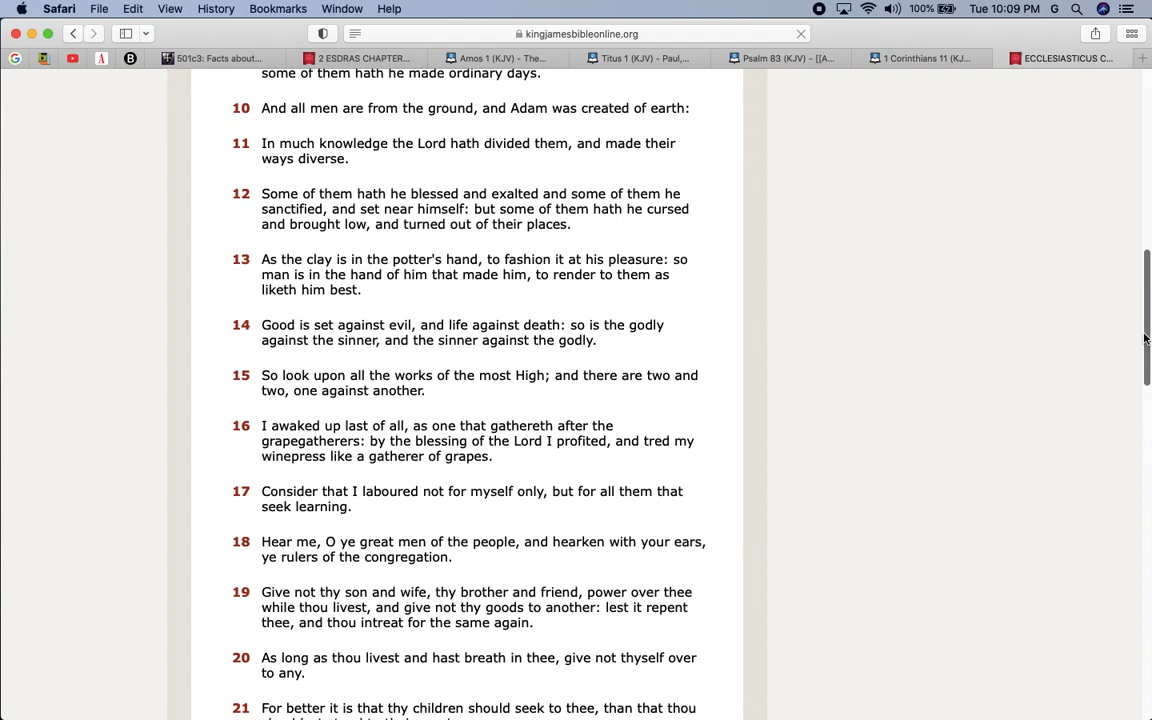 Safari File Edit View History Bookmarks Window Help 100% Tue 10:09 PM G
kingjamesbibleonline.org
G A B 501c3: Facts about... 2 ESDRAS CHAPTER... Amos 1 (KJV) - The... Titus 1 (KJV) - Paul,... Psalm 83 (KJV) - [[A... 1 Corinthians 11 (KJ... ECCLESIASTICUS C...
some of them hath he made ordinary days.
10 And all men are from the ground, and Adam was created of earth:
11 In much knowledge the Lord hath divided them, and made their
ways diverse.
12 Some of them hath he blessed and exalted and some of them he
sanctified, and set near himself: but some of them hath he cursed
and brought low, and turned out of their places.
13 As the clay is in the potter's hand, to fashion it at his pleasure: so
man is in the hand of him that made him, to render to them as
liketh him best.
14 Good is set against evil, and life against death: so is the godly
against the sinner, and the sinner against the godly.
15 So look upon all the works of the most High; and there are two and
two, one against another.
16 I awaked up last of all, as one that gathereth after the
grapegatherers: by the blessing of the Lord I profited, and tred my
winepress like a gatherer of grapes.
17 Consider that I laboured not for myself only, but for all them that
seek learning.
18 Hear me, O ye great men of the people, and hearken with your ears,
ye rulers of the congregation.
19 Give not thy son and wife, thy brother and friend, power over thee
while thou livest, and give not thy goods to another: lest it repent
thee, and thou intreat for the same again.
20 As long as thou livest and hast breath in thee, give not thyself over
to any.
21 For better it is that thy children should seek to thee, than that thou